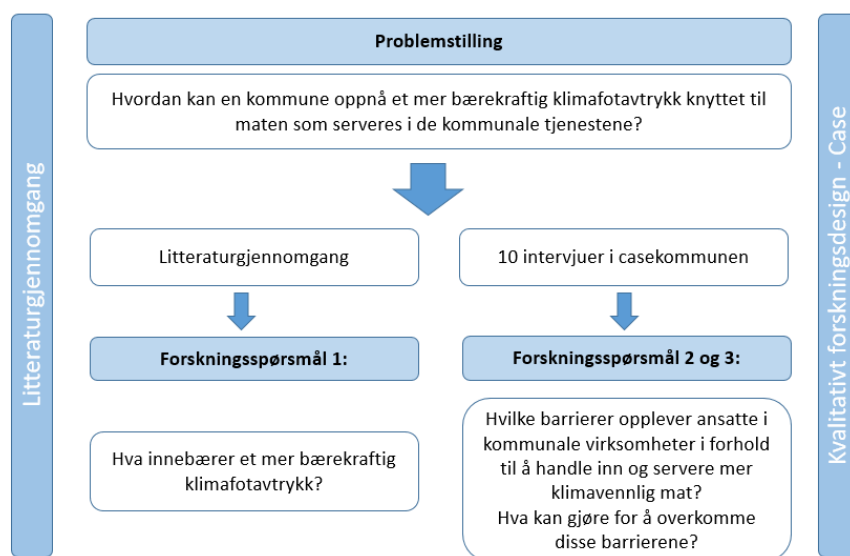 Litteraturgjennomgang
Problemstilling
Hvordan kan en kommune oppnå et mer bærekraftig klimafotavtrykk knyttet til
maten som serveres i de kommunale tjenestene?
Litteraturgjennomgang
10 intervjuer i casekommunen
Forskningsspørsmål 1:
Forskningsspørsmål 2 og 3:
Hva innebærer et mer bærekraftig
klimafotavtrykk?
Hvilke barrierer opplever ansatte i
kommunale virksomheter i forhold
til å handle inn og servere mer
klimavennlig mat?
Hva kan gjøre for å overkomme
disse barrierene?
Kvalitativt forskningsdesign - Case